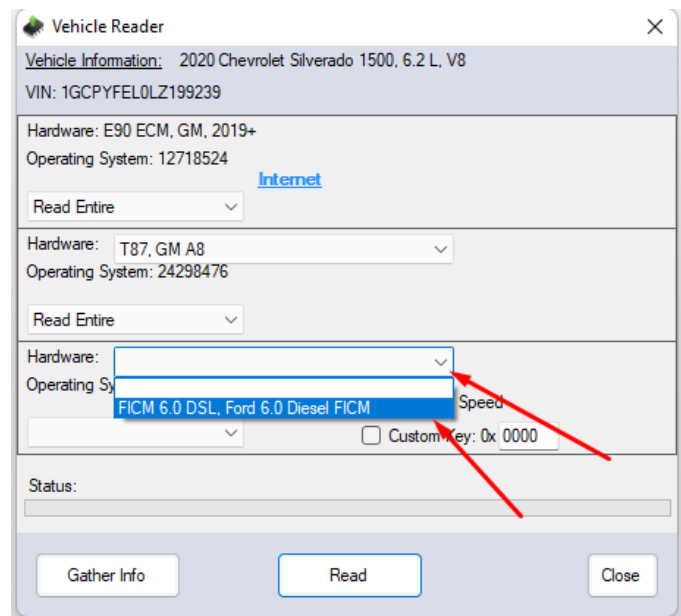 Vehicle Reader
Vehicle Information: 2020 Chevrolet Silverado 1500, 6.2 L, V8
VIN: 1GCPYFEL0LZ199239
Hardware: E90 ECM, GM, 2019+
Operating System: 12718524
Internet
Read Entire
Hardware: T87, GM A8
Operating System: 24298476
Read Entire
Hardware:
Operating Sy
FICM 6.0 DSL, Ford 6.0 Diesel FICM Speed
Custom Key: 0x 0000
Status:
Gather Info Read Close